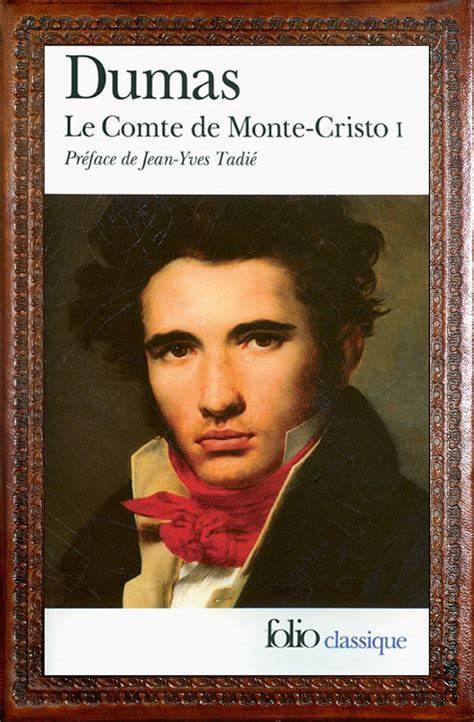 Dumas
Le Comte de Monte-Cristo I
Préface de Jean-Yves Tadié
folio classique